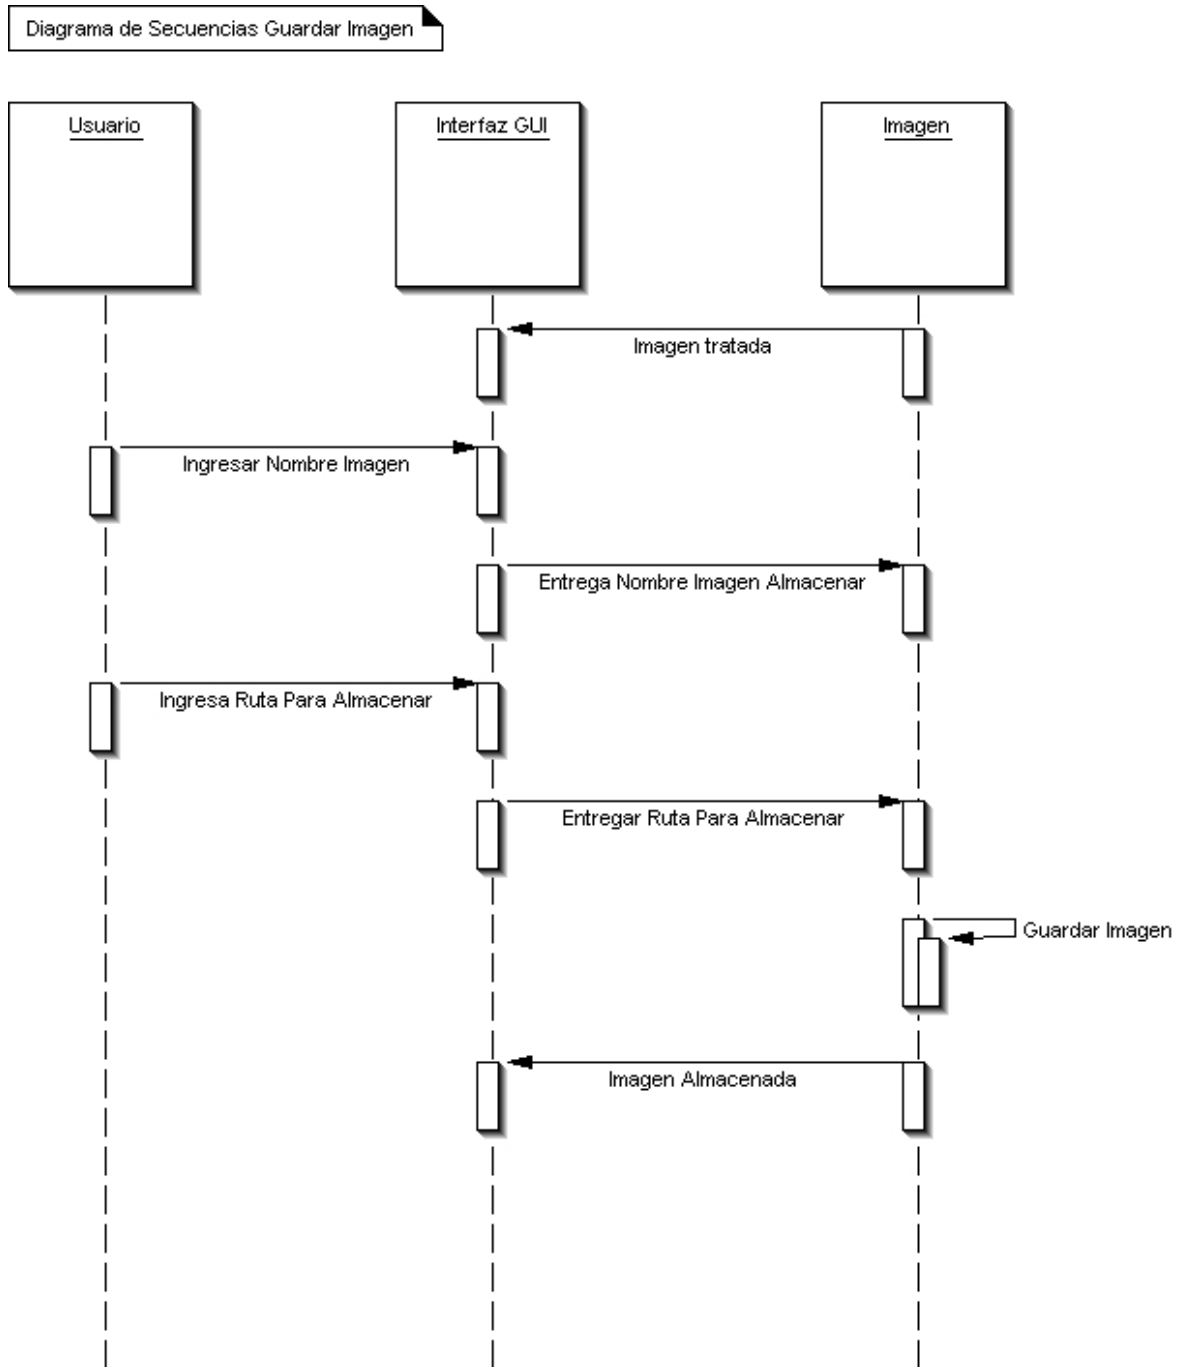 Diagrama de Secuencias Guardar Imagen
Usuario
Interfaz GUI
Imagen
Imagen tratada
Ingresar Nombre Imagen
Entrega Nombre Imagen Almacenar
Ingresa Ruta Para Almacenar
Entregar Ruta Para Almacenar
Guardar Imagen
Imagen Almacenada